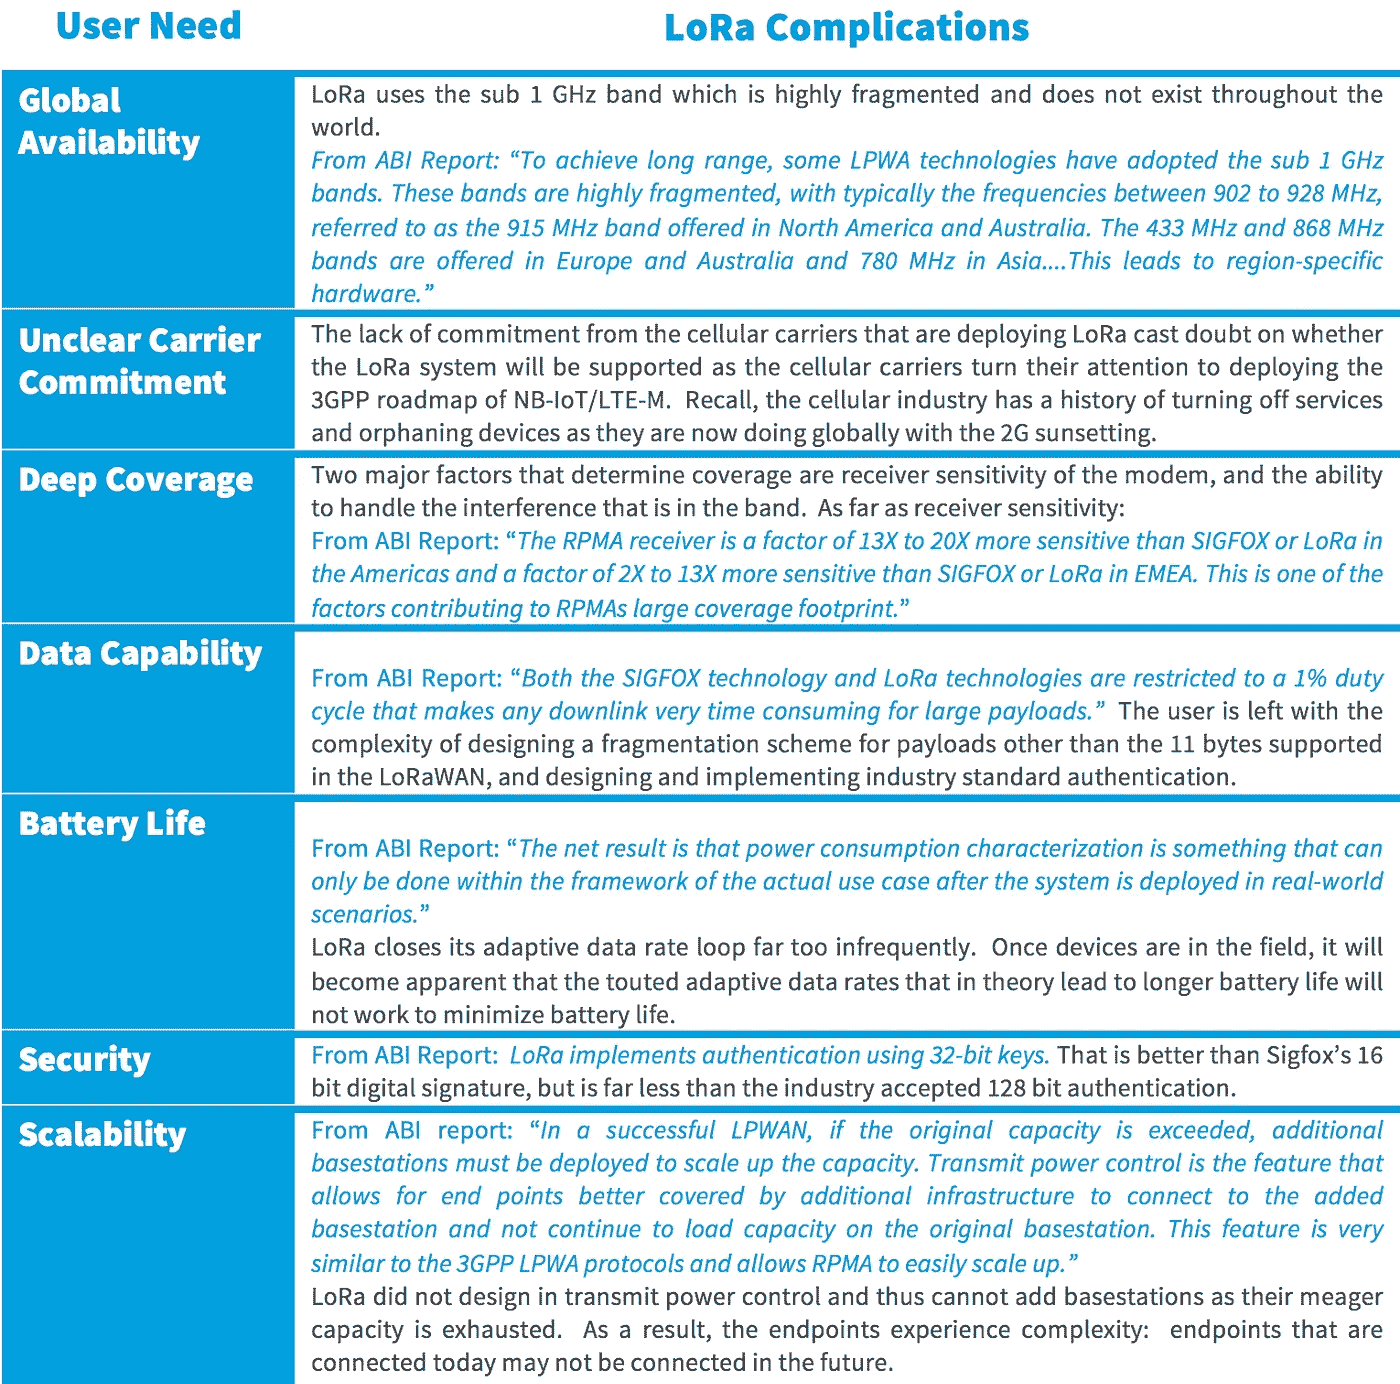 User Need
LoRa Complications
Global
Availability
LoRa uses the sub 1 GHz band which is highly fragmented and does not exist throughout the
world.
From ABI Report: “To achieve long range, some LPWA technologies have adopted the sub 1 GHz
bands. These bands are highly fragmented, with typically the frequencies between 902 to 928 MHz,
referred to as the 915 MHz band offered in North America and Australia. The 433 MHz and 868 MHz
bands are offered in Europe and Australia and 780 MHz in Asia....This leads to region-specific
hardware.”
Unclear Carrier
Commitment
The lack of commitment from the cellular carriers that are deploying LoRa cast doubt on whether
the LoRa system will be supported as the cellular carriers turn their attention to deploying the
3GPP roadmap of NB-IoT/LTE-M. Recall, the cellular industry has a history of turning off services
and orphaning devices as they are now doing globally with the 2G sunsetting.
Deep Coverage
Two major factors that determine coverage are receiver sensitivity of the modem, and the ability
to handle the interference that is in the band. As far as receiver sensitivity:
From ABI Report: “The RPMA receiver is a factor of 13X to 20X more sensitive than SIGFOX or LoRa in
the Americas and a factor of 2X to 13X more sensitive than SIGFOX or LoRa in EMEA. This is one of the
factors contributing to RPMAs large coverage footprint.”
Data Capability
From ABI Report: “Both the SIGFOX technology and LoRa technologies are restricted to a 1% duty
cycle that makes any downlink very time consuming for large payloads.” The user is left with the
complexity of designing a fragmentation scheme for payloads other than the 11 bytes supported
in the LoRaWAN, and designing and implementing industry standard authentication.
Battery Life
From ABI Report: “The net result is that power consumption characterization is something that can
only be done within the framework of the actual use case after the system is deployed in real-world
scenarios.”
LoRa closes its adaptive data rate loop far too infrequently. Once devices are in the field, it will
become apparent that the touted adaptive data rates that in theory lead to longer battery life will
not work to minimize battery life.
Security
From ABI Report: LoRa implements authentication using 32-bit keys. That is better than Sigfox’s 16
bit digital signature, but is far less than the industry accepted 128 bit authentication.
Scalability
From ABI report: “In a successful LPWAN, if the original capacity is exceeded, additional
basestations must be deployed to scale up the capacity. Transmit power control is the feature that
allows for end points better covered by additional infrastructure to connect to the added
basestation and not continue to load capacity on the original basestation. This feature is very
similar to the 3GPP LPWA protocols and allows RPMA to easily scale up.”
LoRa did not design in transmit power control and thus cannot add basestations as their meager
capacity is exhausted. As a result, the endpoints experience complexity: endpoints that are
connected today may not be connected in the future.